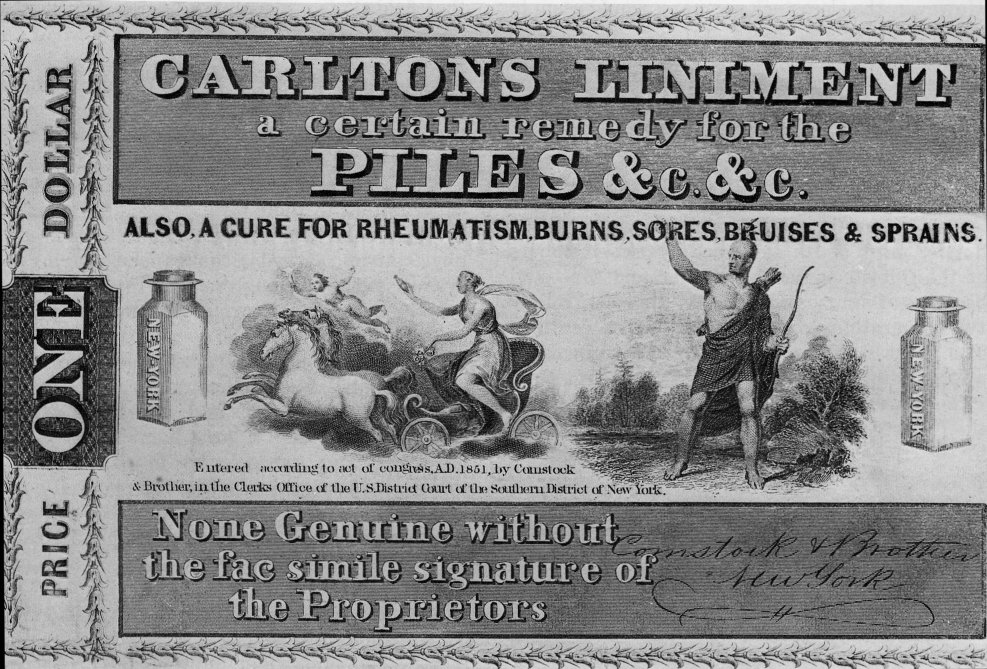 CARLTONS LINIMENT
a certain remedy for the
PILES &c. &c.
ALSO, A CURE FOR RHEUMATISM, BURNS, SORES, BRUISES & SPRAINS.
PRICE ONE DOLLAR
NEW-YORK
NEW-YORK
Entered according to act of congress, A.D. 1851, by Comstock
& Brother, in the Clerks Office of the U.S. District Court of the Southern District of New York.
None Genuine without
the fac simile signature of
the Proprietors
Comstock & Brother
New York